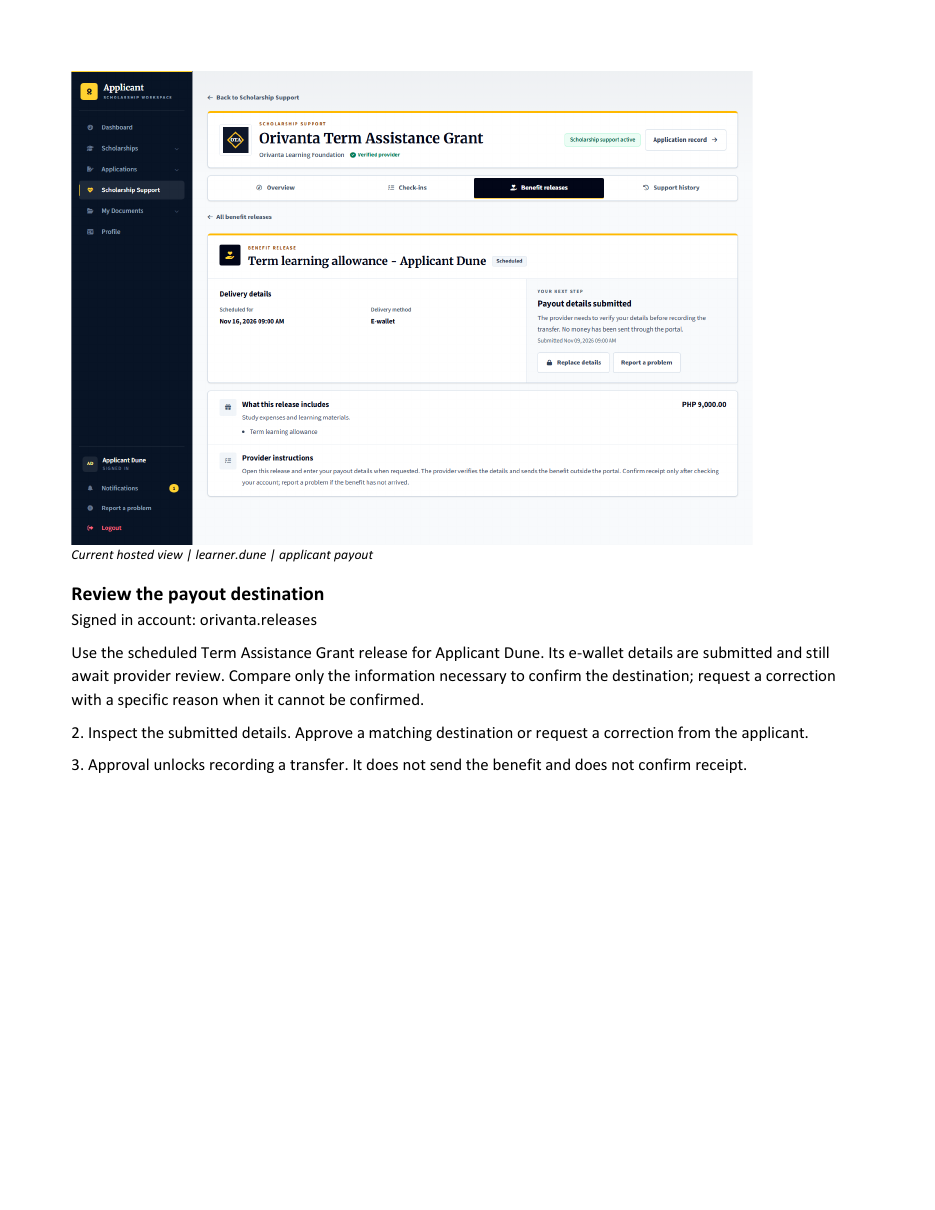 Applicant
SCHOLARSHIP WORKSPACE
Dashboard
Scholarships
Applications
Scholarship Support
My Documents
Profile
AD
Applicant Dune
SIGNED IN
Notifications
Report a problem
Logout
← Back to Scholarship Support
OTA
SCHOLARSHIP SUPPORT
Orivanta Term Assistance Grant
Orivanta Learning Foundation Verified provider
Scholarship support active
Application record →
Overview
Check-ins
Benefit releases
Support history
← All benefit releases
BENEFIT RELEASE
Term learning allowance - Applicant Dune Scheduled
Delivery details
Scheduled for
Nov 16, 2026 09:00 AM
Delivery method
E-wallet
YOUR NEXT STEP
Payout details submitted
The provider needs to verify your details before recording the
transfer. No money has been sent through the portal.
Submitted Nov 09, 2026 09:00 AM
Replace details
Report a problem
What this release includes PHP 9,000.00
Study expenses and learning materials.
• Term learning allowance
Provider instructions
Open this release and enter your payout details when requested. The provider verifies the details and sends the benefit outside the portal. Confirm receipt only after checking
your account; report a problem if the benefit has not arrived.
Current hosted view | learner.dune | applicant payout
Review the payout destination
Signed in account: orivanta.releases
Use the scheduled Term Assistance Grant release for Applicant Dune. Its e-wallet details are submitted and still
await provider review. Compare only the information necessary to confirm the destination; request a correction
with a specific reason when it cannot be confirmed.
2. Inspect the submitted details. Approve a matching destination or request a correction from the applicant.
3. Approval unlocks recording a transfer. It does not send the benefit and does not confirm receipt.